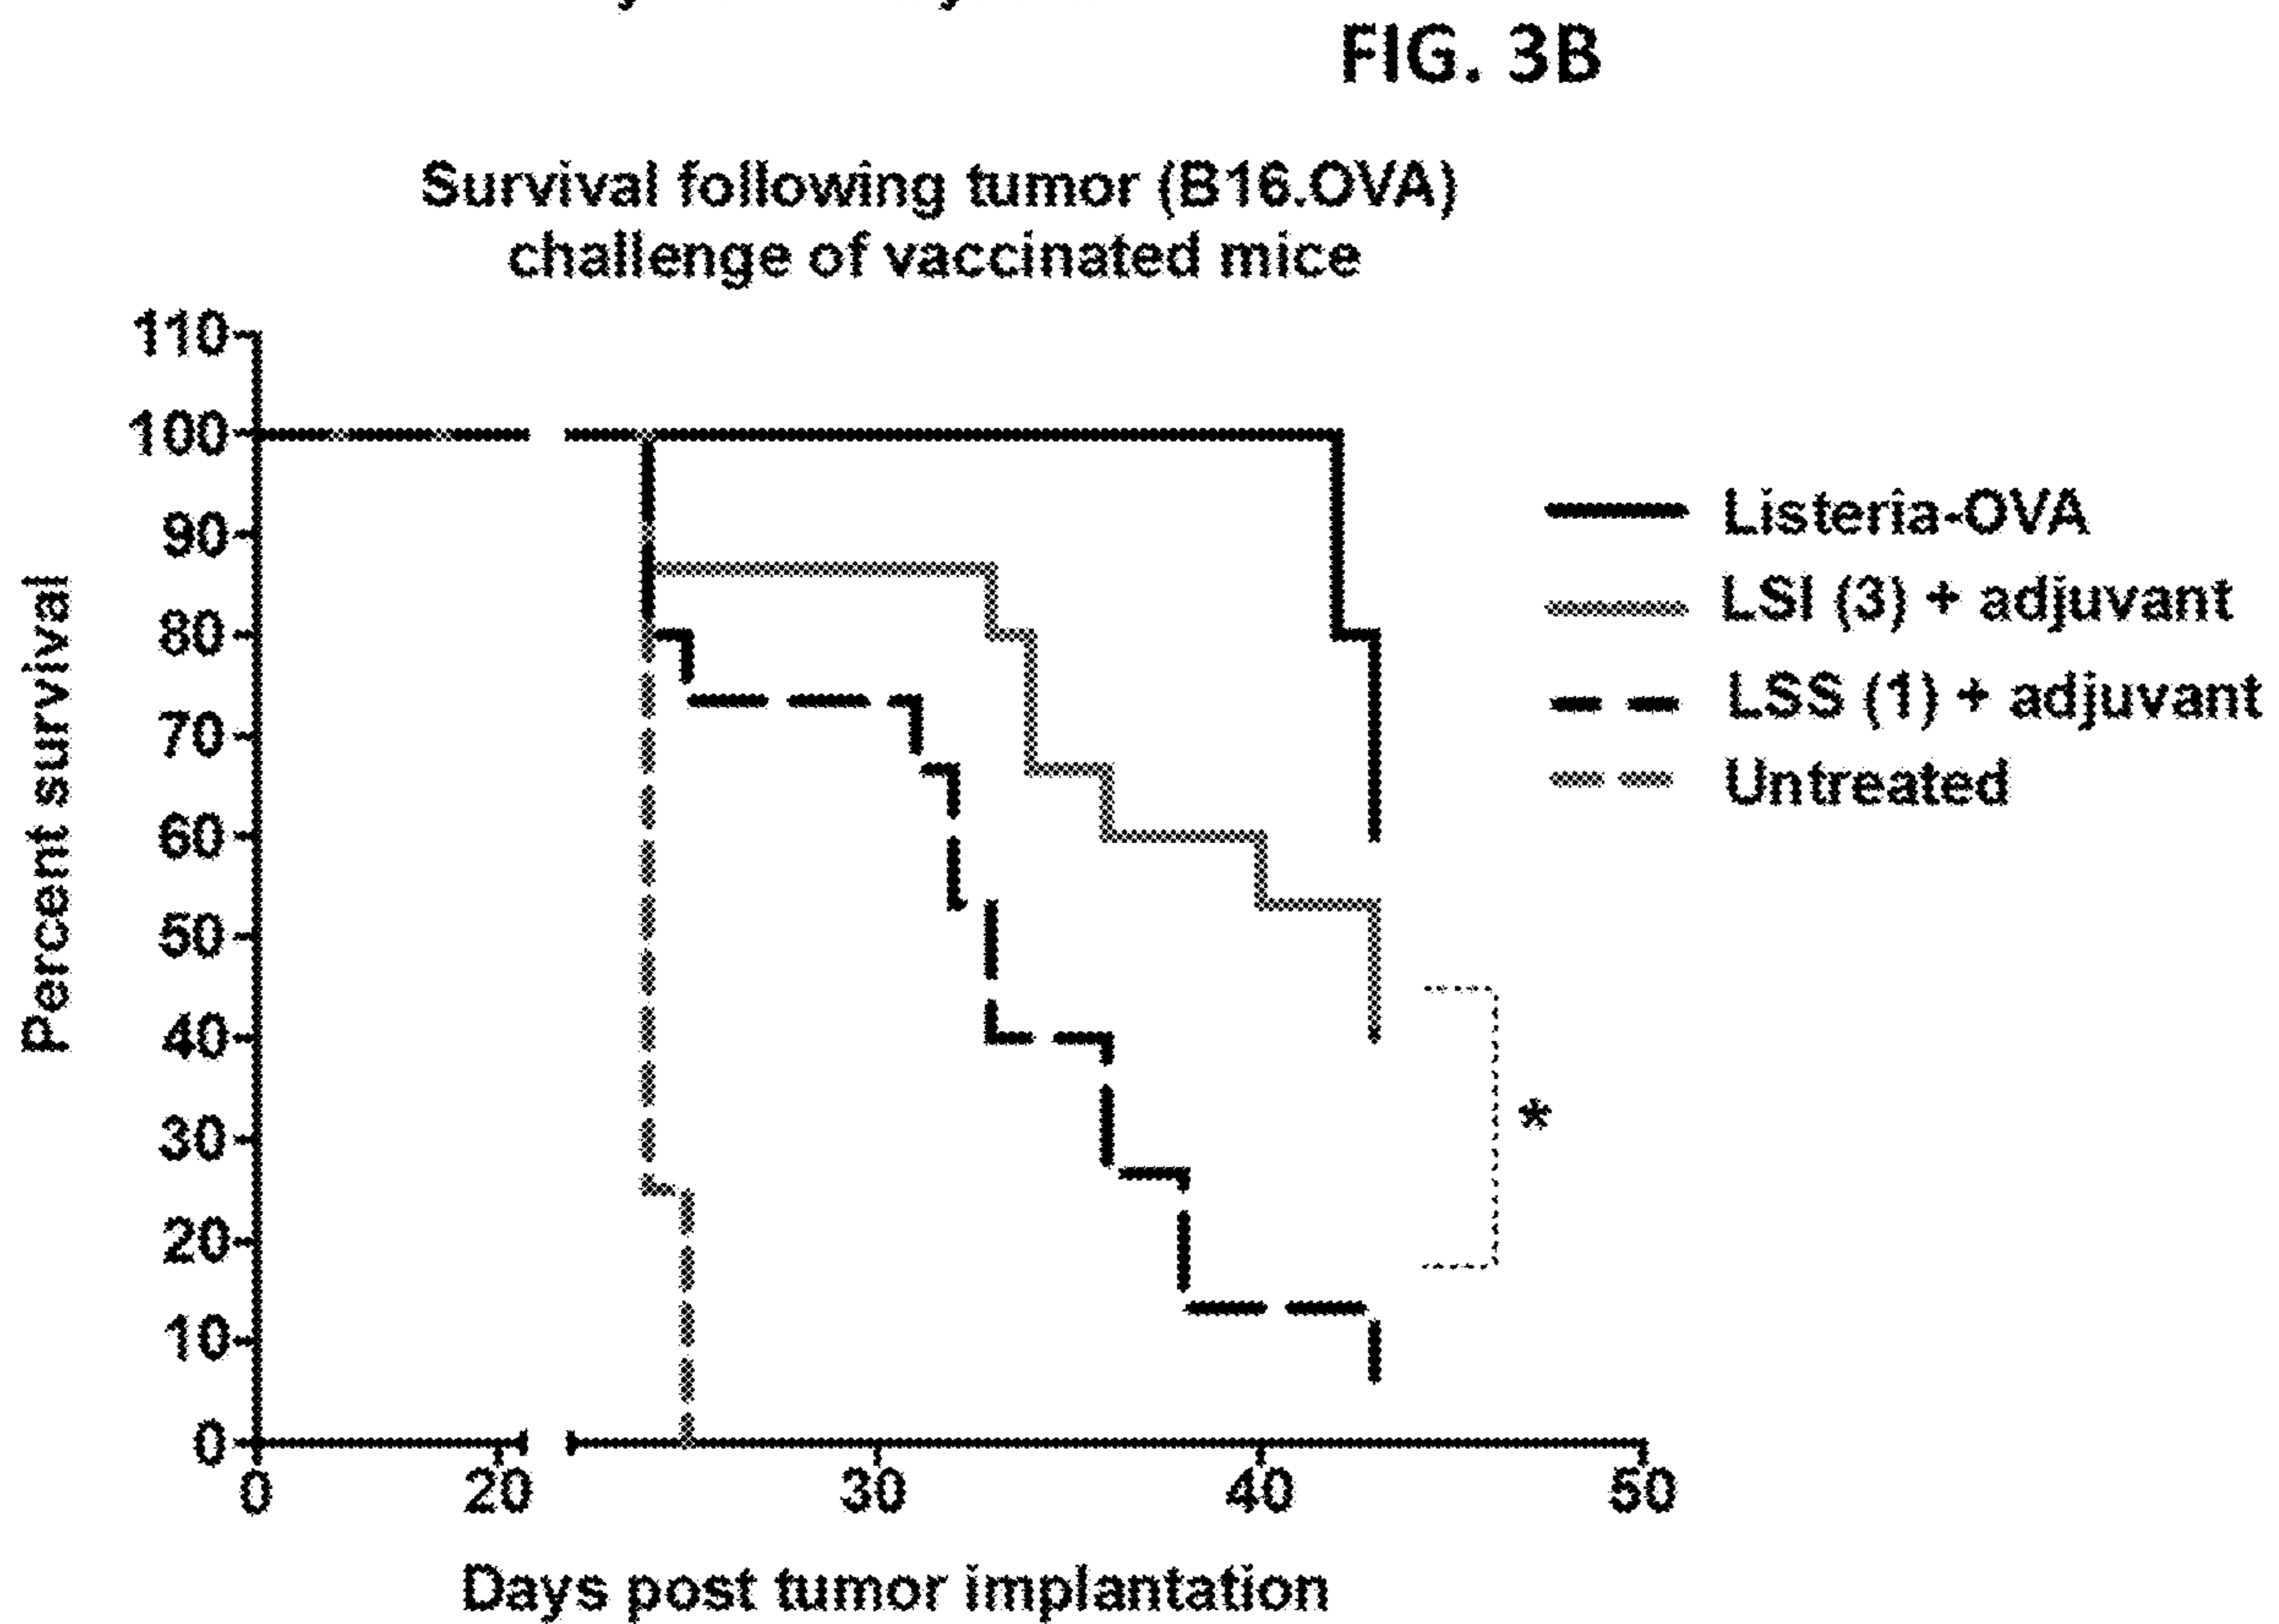 FIG. 3B
Survival following tumor (B16.OVA)
challenge of vaccinated mice
110
100
90
80
70
60
50
40
30
20
10
0
Percent survival
0 20 30 40 50
Days post tumor implantation
Listeria-OVA
LSI (3) + adjuvant
LSS (1) + adjuvant
Untreated
*